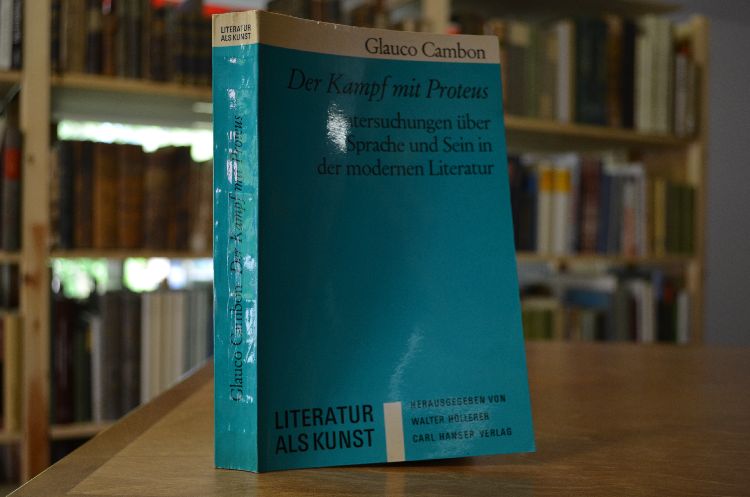 LITERATUR
ALS KUNST
Glauco Cambon Der Kampf mit Proteus
Glauco Cambon
Der Kampf mit Proteus
tersuchungen über
Sprache und Sein in
der modernen Literatur
LITERATUR
ALS KUNST
HERAUSGEGEBEN VON
WALTER HÖLLERER
CARL HANSER VERLAG